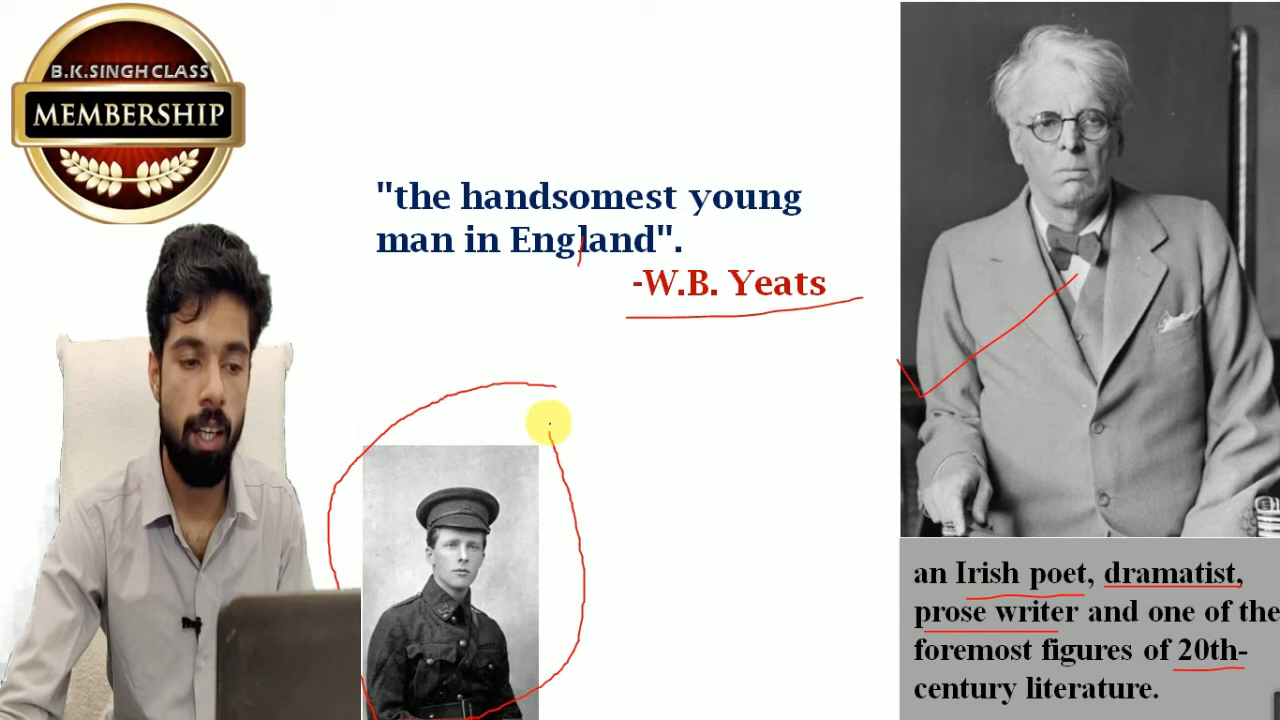 B.K.SINGH CLASS
MEMBERSHIP
"the handsomest young
man in England".
-W.B. Yeats
an Irish poet, dramatist,
prose writer and one of the
foremost figures of 20th-
century literature.